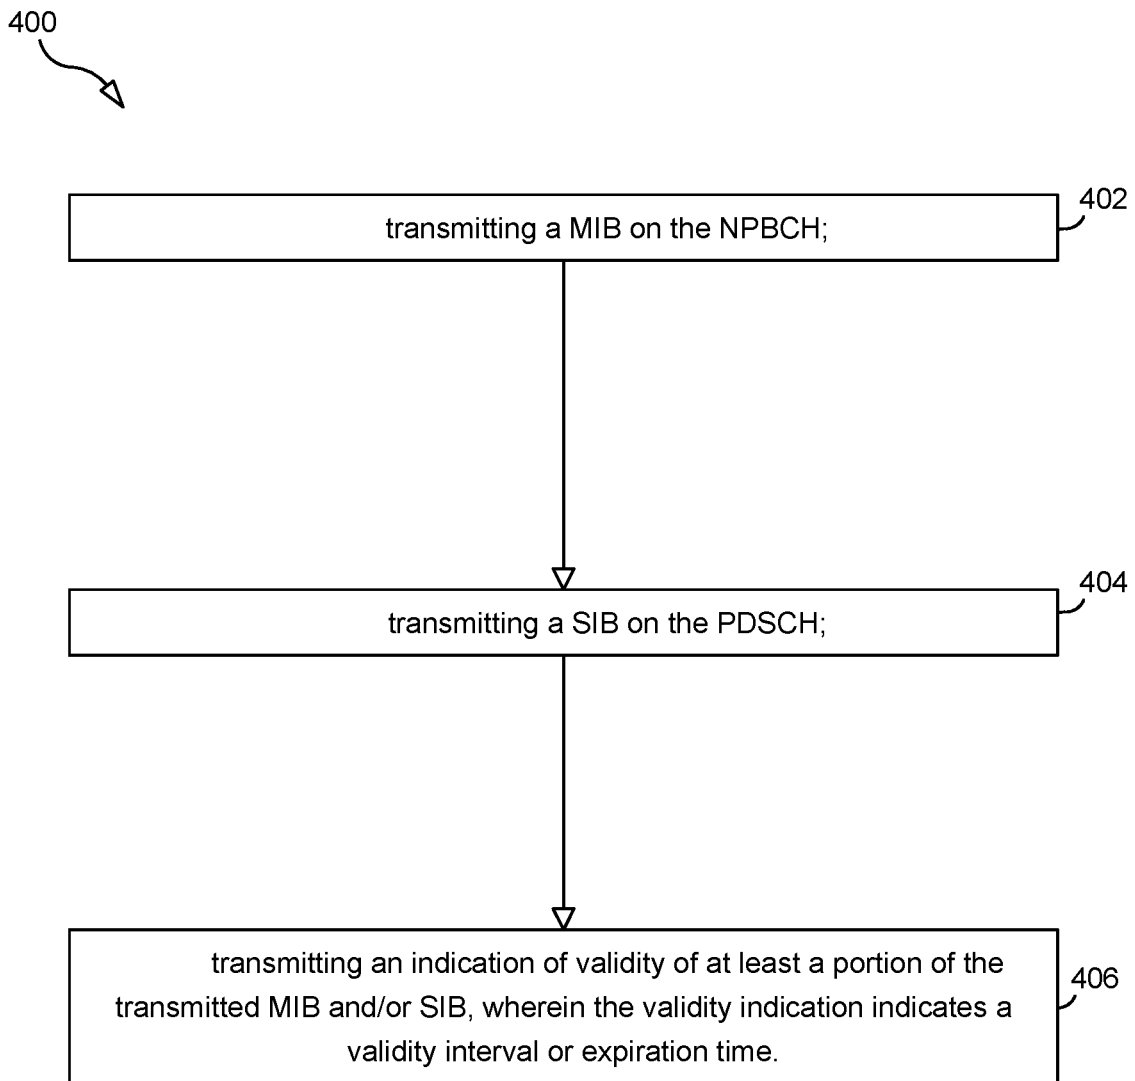 400
402
transmitting a MIB on the NPBCH;
404
transmitting a SIB on the PDSCH;
transmitting an indication of validity of at least a portion of the
406
transmitted MIB and/or SIB, wherein the validity indication indicates a
validity interval or expiration time.